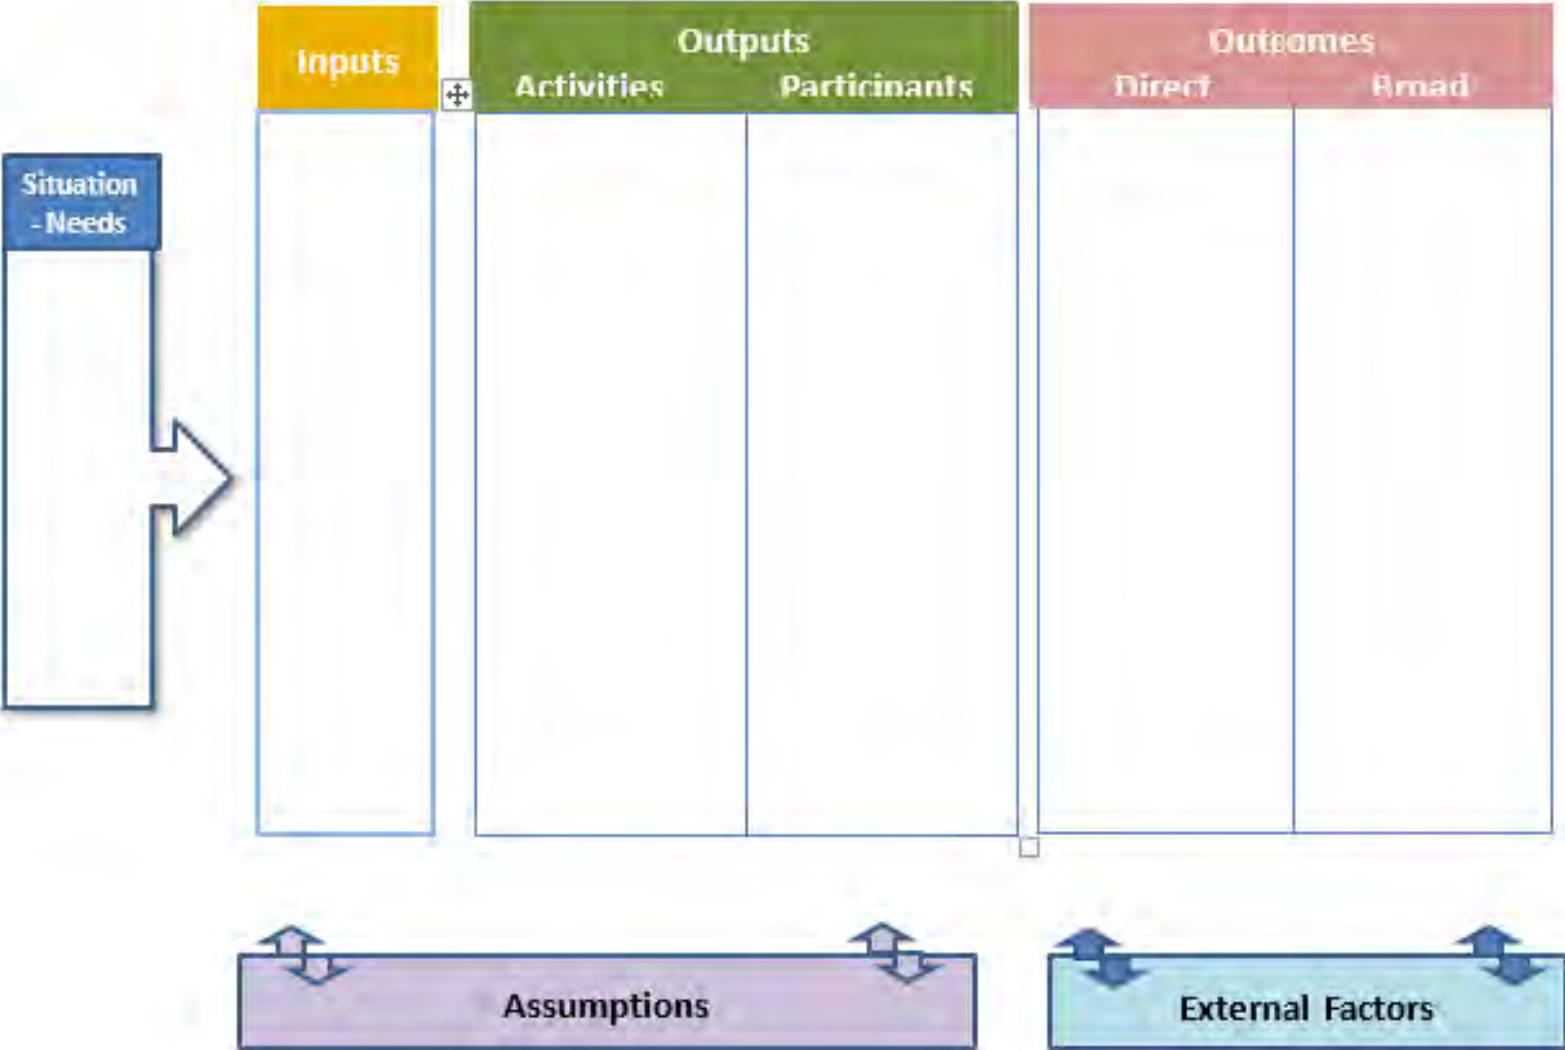 Inputs
Outputs
Activities Participants
Outcomes
Direct Broad
Situation
- Needs
Assumptions
External Factors